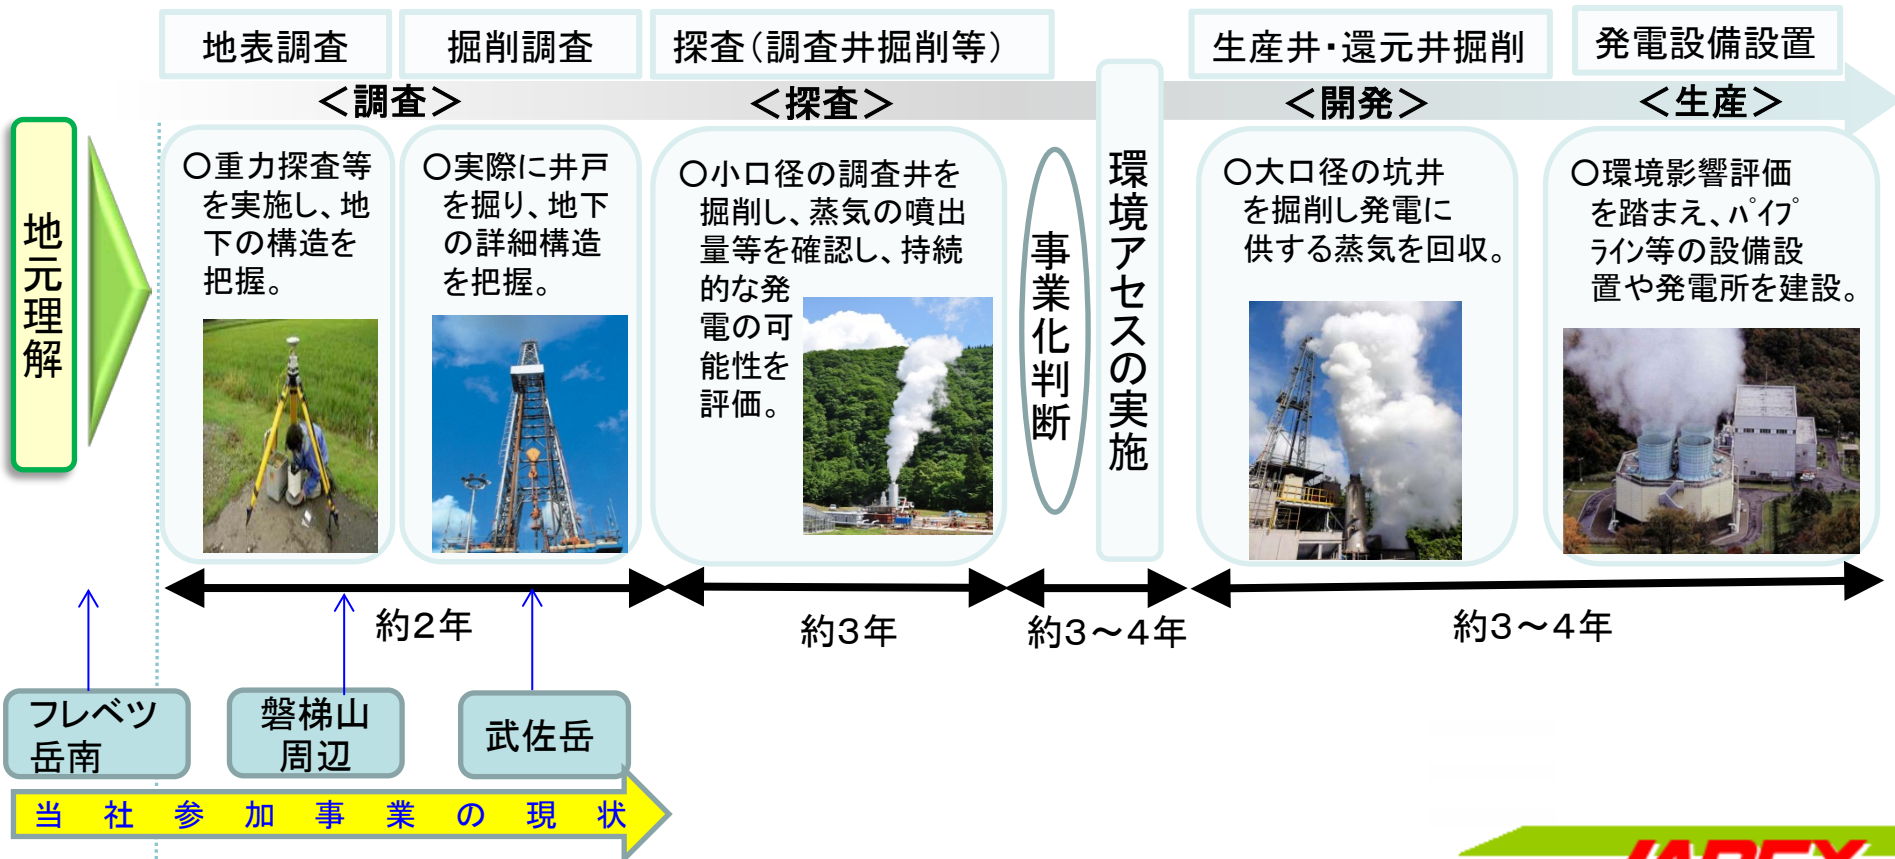 地表調査
掘削調査
探査(調査井掘削等)
生産井・還元井掘削
発電設備設置
＜調査＞
＜探査＞
＜開発＞
＜生産＞
地元理解
○重力探査等
を実施し、地
下の構造を
把握。
○実際に井戸
を掘り、地下
の詳細構造
を把握。
○小口径の調査井を
掘削し、蒸気の噴出
量等を確認し、持続
的な発
電の可
能性を
評価。
事業化判断
環境アセスの実施
○大口径の坑井
を掘削し発電に
供する蒸気を回収。
○環境影響評価
を踏まえ、ﾊﾟｲﾌﾟ
ﾗｲﾝ等の設備設
置や発電所を建設。
約２年
約３年
約３～４年
約３～４年
フレベツ
岳南
磐梯山
周辺
武佐岳
当社参加事業の現状
JAPEX